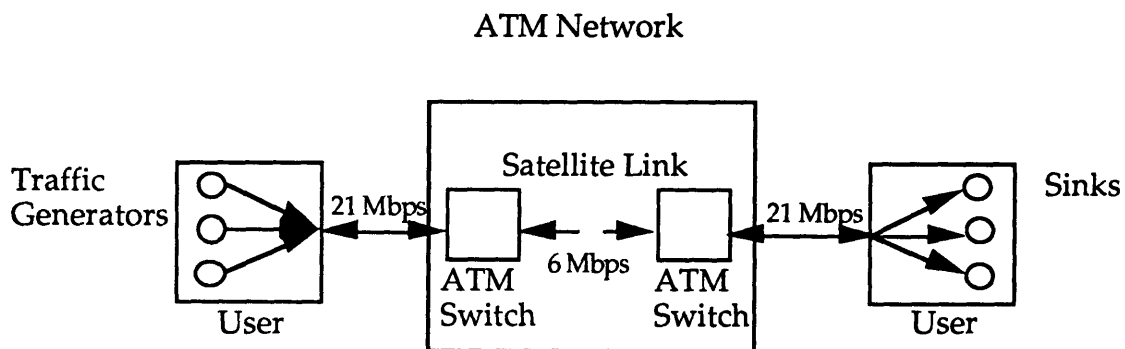 ATM Network
Traffic
Generators
21 Mbps
Satellite Link
6 Mbps
21 Mbps
Sinks
ATM
Switch
ATM
Switch
User
User